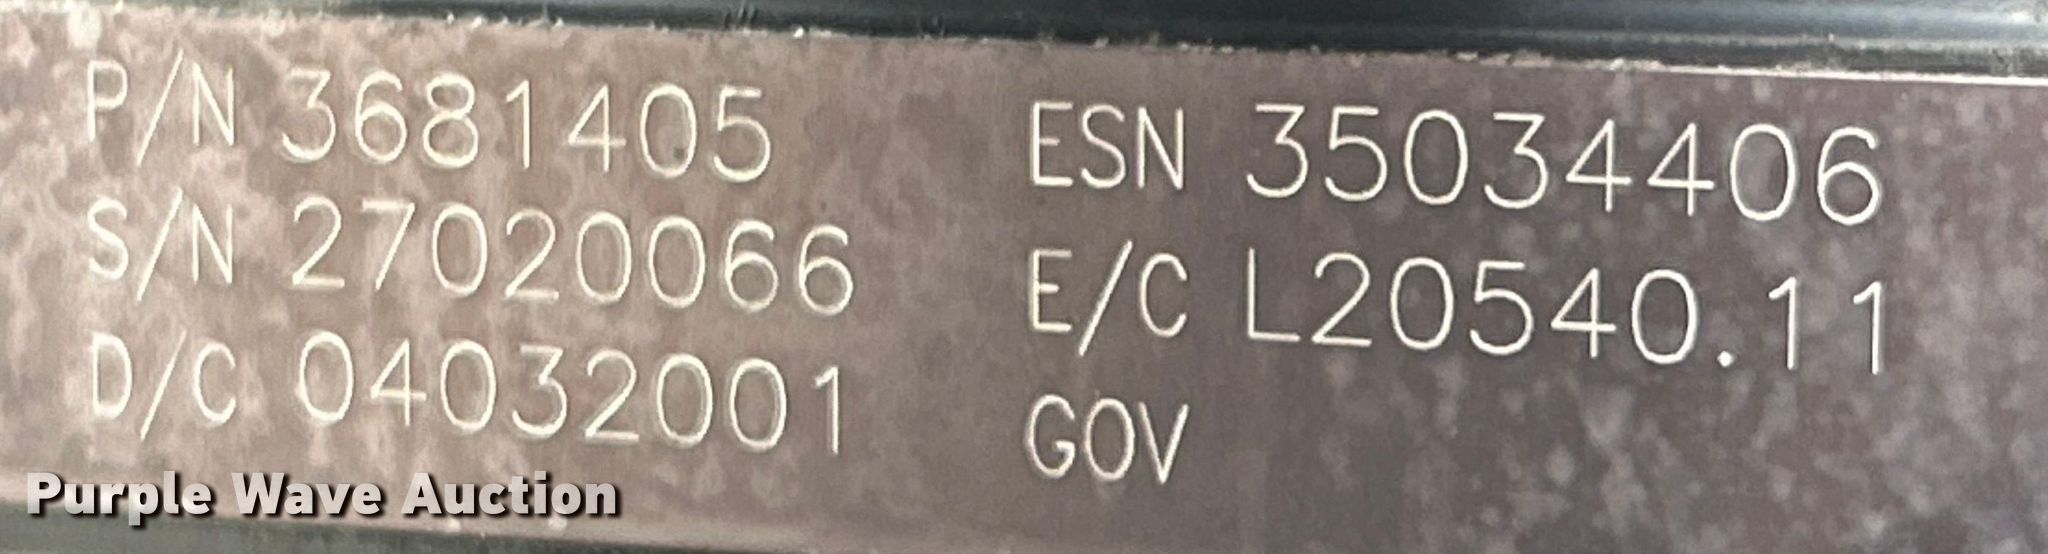 P/N 3681405
S/N 27020066
D/C 04032001
ESN 35034406
E/C L20540.11
GOV
Purple Wave Auction